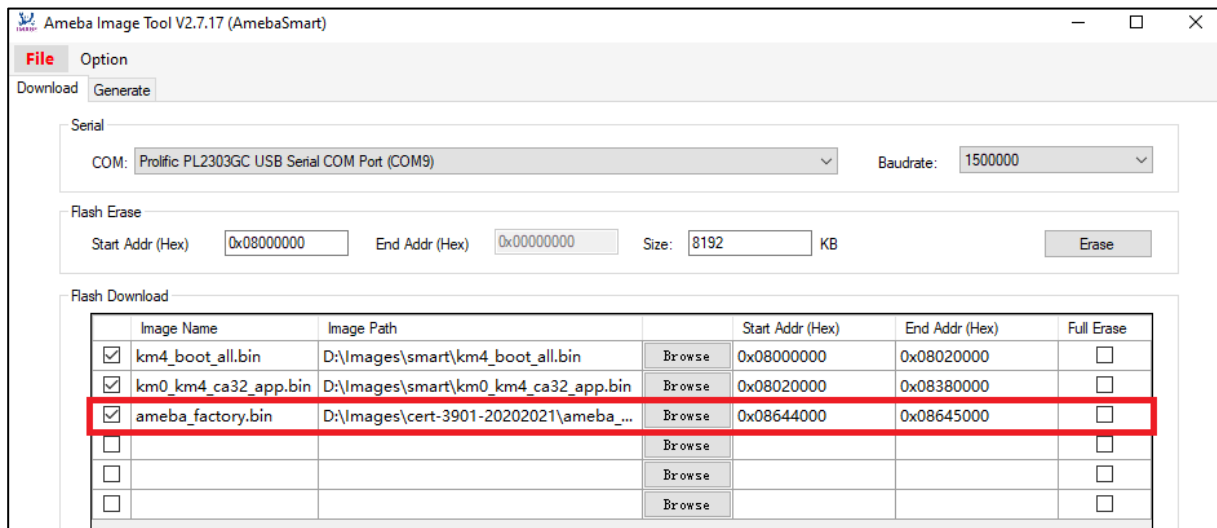 Ameba Image Tool V2.7.17 (AmebaSmart)
File Option
Download Generate
Serial
COM: Prolific PL2303GC USB Serial COM Port (COM9) Baudrate: 1500000
Flash Erase
Start Addr (Hex) 0x08000000 End Addr (Hex) 0x00000000 Size: 8192 KB Erase
Flash Download
Image Name Image Path Start Addr (Hex) End Addr (Hex) Full Erase
km4_boot_all.bin D:\Images\smart\km4_boot_all.bin Browse 0x08000000 0x08020000
km0_km4_ca32_app.bin D:\Images\smart\km0_km4_ca32_app.bin Browse 0x08020000 0x08380000
ameba_factory.bin D:\Images\cert-3901-20202021\ameba_... Browse 0x08644000 0x08645000
Browse
Browse
Browse